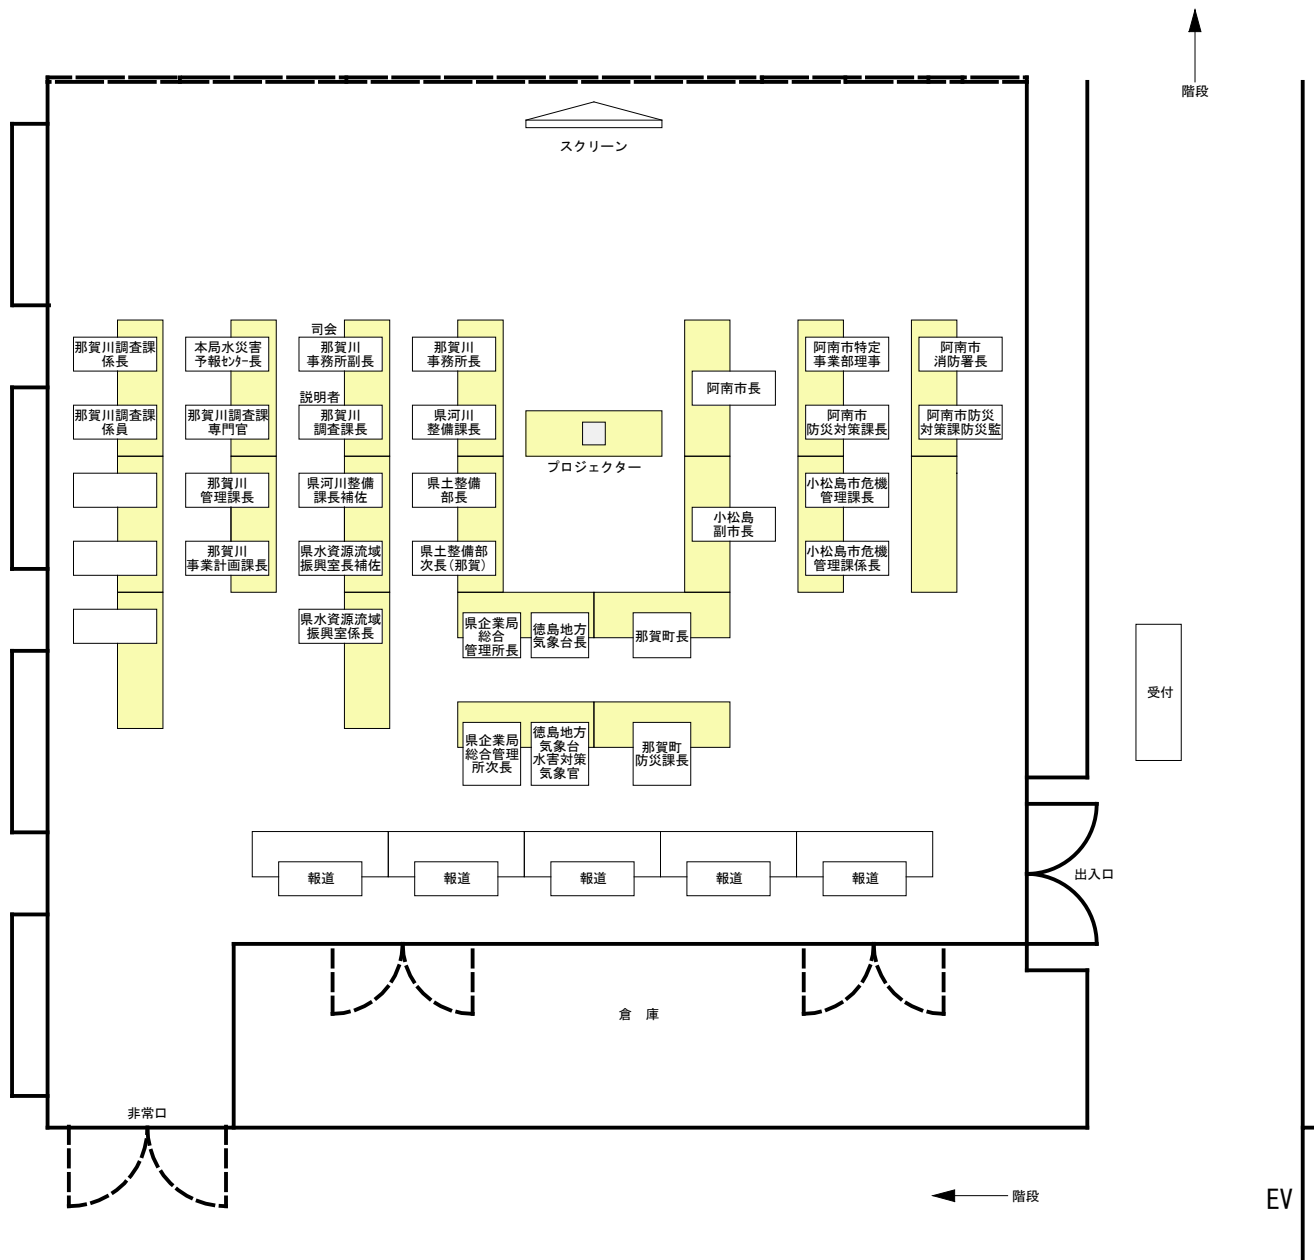 階段
スクリーン
那賀川調査課
係長
本局水災害
予報ｾﾝﾀｰ長
司会
那賀川
事務所副長
那賀川
事務所長
阿南市長
阿南市特定
事業部理事
阿南市
消防署長
那賀川調査課
係員
那賀川調査課
専門官
説明者
那賀川
調査課長
県河川
整備課長
プロジェクター
阿南市
防災対策課長
阿南市防災
対策課防災監
那賀川
管理課長
県河川整備
課長補佐
県土整備
部長
小松島
副市長
小松島市危機
管理課長
那賀川
事業計画課長
県水資源流域
振興室長補佐
県土整備部
次長(那賀)
小松島市危機
管理課係長
県水資源流域
振興室係長
県企業局
総合
管理所長
徳島地方
気象台長
那賀町長
受付
県企業局
総合管理
所次長
徳島地方
気象台
水害対策
気象官
那賀町
防災課長
報道
報道
報道
報道
報道
出入口
倉　庫
非常口
階段
EV